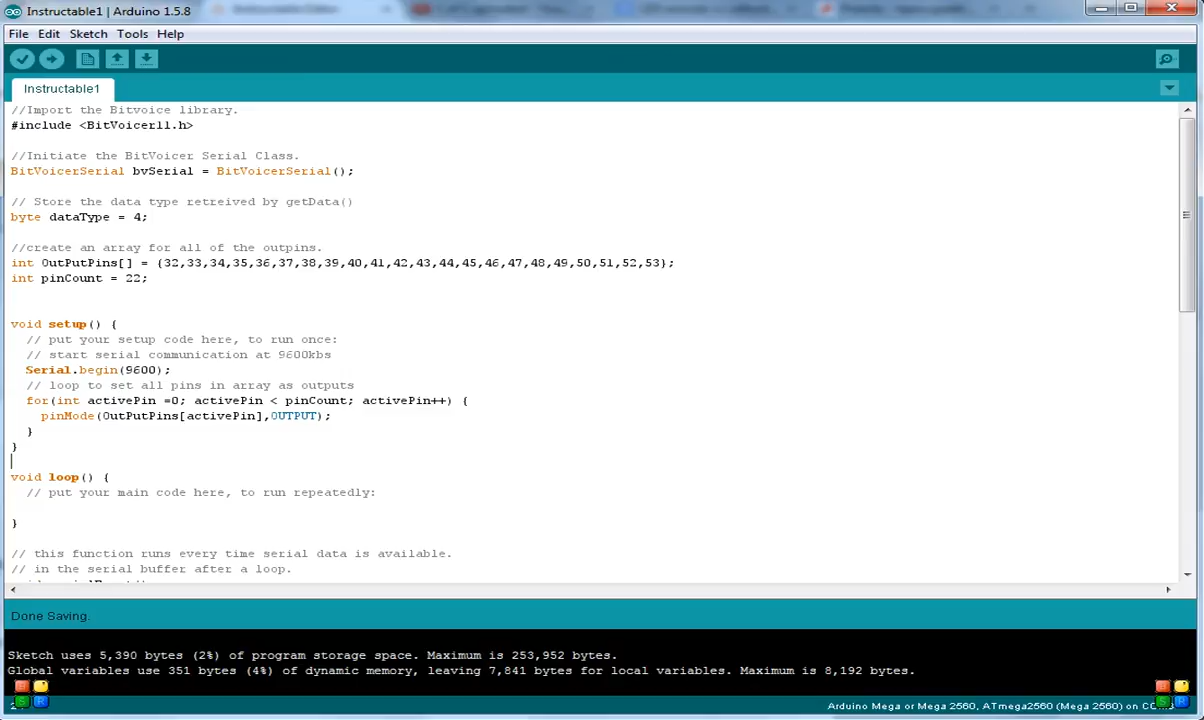 Instructable1 | Arduino 1.5.8
File Edit Sketch Tools Help
Instructable1
//Import the Bitvoice library.
#include <BitVoicer11.h>
//Initiate the BitVoicer Serial Class.
BitVoicerSerial bvSerial = BitVoicerSerial();
// Store the data type retreived by getData()
byte dataType = 4;
//create an array for all of the outpins.
int OutPutPins[] = {32,33,34,35,36,37,38,39,40,41,42,43,44,45,46,47,48,49,50,51,52,53};
int pinCount = 22;
void setup() {
// put your setup code here, to run once:
// start serial communication at 9600kbs
Serial.begin(9600);
// loop to set all pins in array as outputs
for(int activePin =0; activePin < pinCount; activePin++) {
pinMode(OutPutPins[activePin],OUTPUT);
}
}
void loop() {
// put your main code here, to run repeatedly:
}
// this function runs every time serial data is available.
// in the serial buffer after a loop.
Done Saving.
Sketch uses 5,390 bytes (2%) of program storage space. Maximum is 253,952 bytes.
Global variables use 351 bytes (4%) of dynamic memory, leaving 7,841 bytes for local variables. Maximum is 8,192 bytes.
Arduino Mega or Mega 2560, ATmega2560 (Mega 2560) on